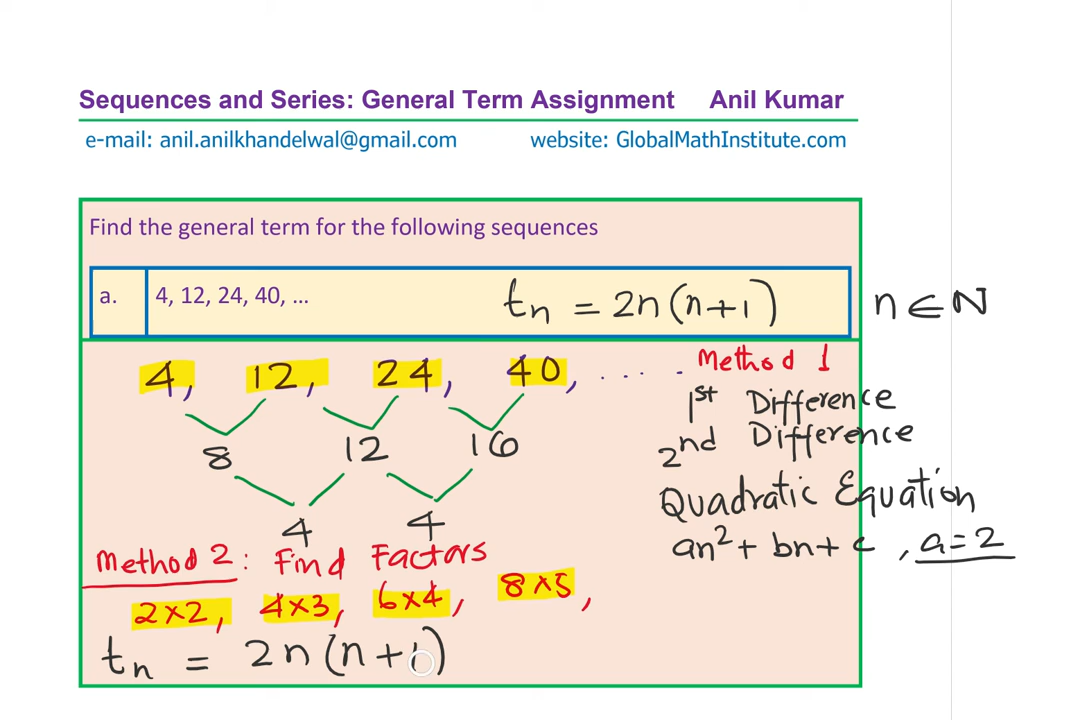 Sequences and Series: General Term Assignment Anil Kumar
e-mail: anil.anilkhandelwal@gmail.com website: GlobalMathInstitute.com
Find the general term for the following sequences
a. 4, 12, 24, 40, ... tn = 2n(n+1) n ∈ N
4, 12, 24, 40, .... . Method 1
1st Difference
8 12 16 2nd Difference
Quadratic Equation
4 4
an² + bn + c , a = 2
Method 2 : Find Factors
2×2, 4×3, 6×4, 8×5,
tn = 2n(n+1)